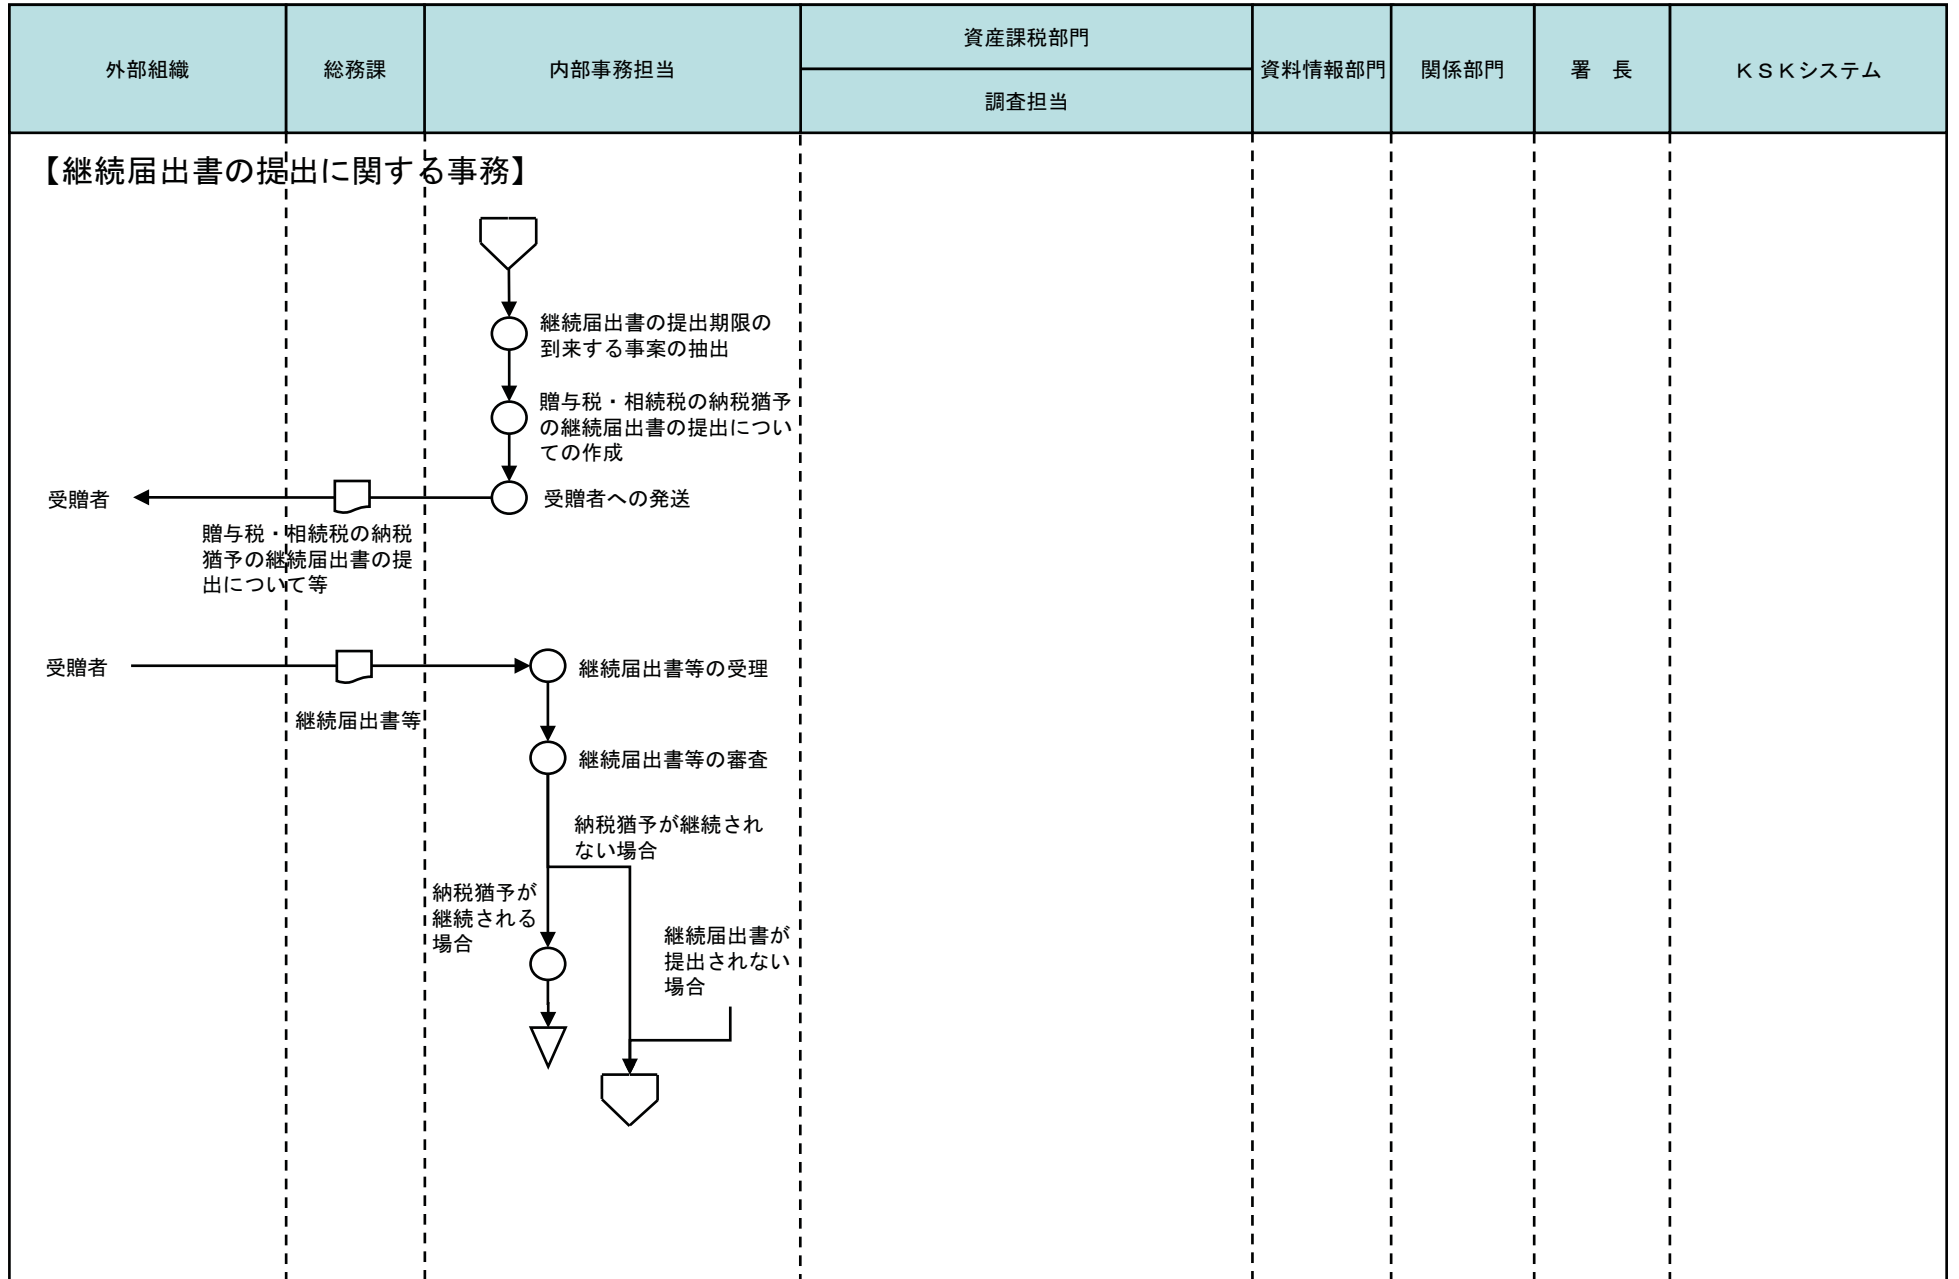 外部組織
総務課
内部事務担当
資産課税部門
調査担当
資料情報部門
関係部門
署　長
ＫＳＫシステム
【継続届出書の提出に関する事務】
継続届出書の提出期限の
到来する事案の抽出
贈与税・相続税の納税猶予
の継続届出書の提出につい
ての作成
受贈者
受贈者への発送
贈与税・相続税の納税
猶予の継続届出書の提
出について等
受贈者
継続届出書等の受理
継続届出書等
継続届出書等の審査
納税猶予が継続され
ない場合
納税猶予が
継続される
場合
継続届出書が
提出されない
場合